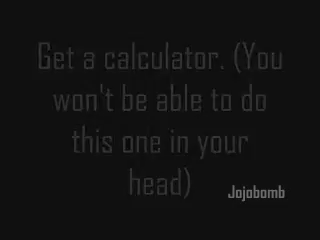 Get a calculator. (You
won't be able to do
this one in your
head)
Jojobomb